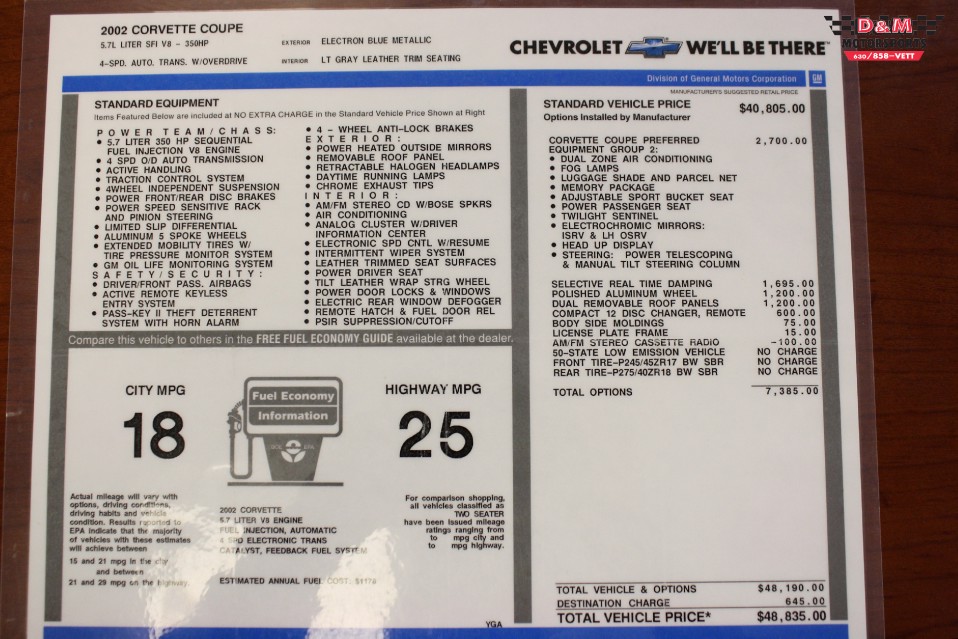 2002 CORVETTE COUPE
5.7L LITER SFI V8 - 350HP
4-SPD. AUTO. TRANS. W/OVERDRIVE
EXTERIOR ELECTRON BLUE METALLIC
INTERIOR LT GRAY LEATHER TRIM SEATING
CHEVROLET WE'LL BE THERE™
D&M
MOTORSPORTS
630/858-VETT
Division of General Motors Corporation GM
STANDARD EQUIPMENT
Items Featured Below are included at NO EXTRA CHARGE in the Standard Vehicle Price Shown at Right
POWER TEAM/CHASS:
• 5.7 LITER 350 HP SEQUENTIAL
FUEL INJECTION V8 ENGINE
• 4 SPD O/D AUTO TRANSMISSION
• ACTIVE HANDLING
• TRACTION CONTROL SYSTEM
• 4WHEEL INDEPENDENT SUSPENSION
• POWER FRONT/REAR DISC BRAKES
• POWER SPEED SENSITIVE RACK
AND PINION STEERING
• LIMITED SLIP DIFFERENTIAL
• ALUMINUM 5 SPOKE WHEELS
• EXTENDED MOBILITY TIRES W/
TIRE PRESSURE MONITOR SYSTEM
• GM OIL LIFE MONITORING SYSTEM
SAFETY/SECURITY:
• DRIVER/FRONT PASS. AIRBAGS
• ACTIVE REMOTE KEYLESS
ENTRY SYSTEM
• PASS-KEY II THEFT DETERRENT
SYSTEM WITH HORN ALARM
• 4 - WHEEL ANTI-LOCK BRAKES
EXTERIOR:
• POWER HEATED OUTSIDE MIRRORS
• REMOVABLE ROOF PANEL
• RETRACTABLE HALOGEN HEADLAMPS
• DAYTIME RUNNING LAMPS
• CHROME EXHAUST TIPS
INTERIOR:
• AM/FM STEREO CD W/BOSE SPKRS
• AIR CONDITIONING
• ANALOG CLUSTER W/DRIVER
INFORMATION CENTER
• ELECTRONIC SPD CNTL W/RESUME
• INTERMITTENT WIPER SYSTEM
• LEATHER TRIMMED SEAT SURFACES
• POWER DRIVER SEAT
• TILT LEATHER WRAP STRG WHEEL
• POWER DOOR LOCKS & WINDOWS
• ELECTRIC REAR WINDOW DEFOGGER
• REMOTE HATCH & FUEL DOOR REL
• PSIR SUPPRESSION/CUTOFF
MANUFACTURER'S SUGGESTED RETAIL PRICE
STANDARD VEHICLE PRICE $40,805.00
Options Installed by Manufacturer
CORVETTE COUPE PREFERRED 2,700.00
EQUIPMENT GROUP 2:
• DUAL ZONE AIR CONDITIONING
• FOG LAMPS
• LUGGAGE SHADE AND PARCEL NET
• MEMORY PACKAGE
• ADJUSTABLE SPORT BUCKET SEAT
• POWER PASSENGER SEAT
• TWILIGHT SENTINEL
• ELECTROCHROMIC MIRRORS:
ISRV & LH OSRV
• HEAD UP DISPLAY
• STEERING: POWER TELESCOPING
& MANUAL TILT STEERING COLUMN
SELECTIVE REAL TIME DAMPING 1,695.00
POLISHED ALUMINUM WHEEL 1,200.00
DUAL REMOVABLE ROOF PANELS 1,200.00
COMPACT 12 DISC CHANGER, REMOTE 600.00
BODY SIDE MOLDINGS 75.00
LICENSE PLATE FRAME 15.00
AM/FM STEREO CASSETTE RADIO -100.00
50-STATE LOW EMISSION VEHICLE NO CHARGE
FRONT TIRE-P245/45ZR17 BW SBR NO CHARGE
REAR TIRE-P275/40ZR18 BW SBR NO CHARGE
TOTAL OPTIONS 7,385.00
TOTAL VEHICLE & OPTIONS $48,190.00
DESTINATION CHARGE 645.00
TOTAL VEHICLE PRICE* $48,835.00
Compare this vehicle to others in the FREE FUEL ECONOMY GUIDE available at the dealer.
CITY MPG
18
Fuel Economy
Information
HIGHWAY MPG
25
Actual mileage will vary with
options, driving conditions,
driving habits and vehicle
condition. Results reported to
EPA indicate that the majority
of vehicles with these estimates
will achieve between
15 and 21 mpg in the city
and between
21 and 29 mpg on the highway.
2002 CORVETTE
5.7 LITER V8 ENGINE
FUEL INJECTION, AUTOMATIC
4 SPD ELECTRONIC TRANS
CATALYST, FEEDBACK FUEL SYSTEM
ESTIMATED ANNUAL FUEL COST: $1178
For comparison shopping,
all vehicles classified as
TWO SEATER
have been issued mileage
ratings ranging from
to mpg city and
to mpg highway.
YGA